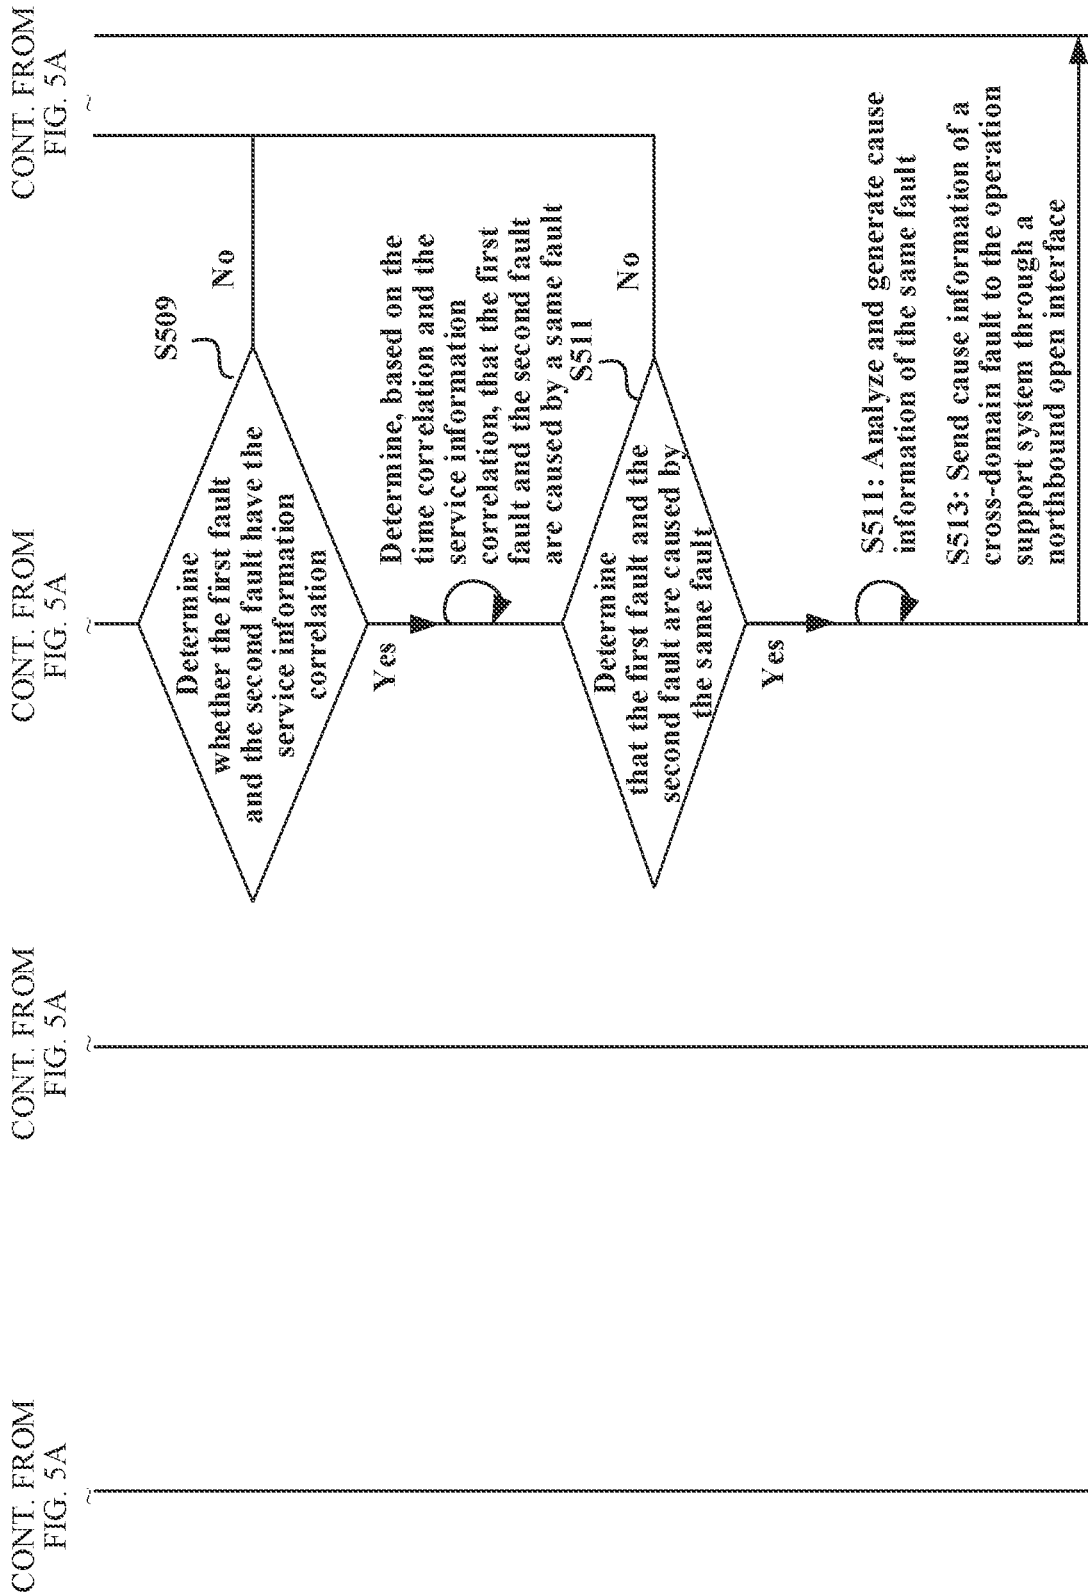 CONT. FROM
FIG. 5A
CONT. FROM
FIG. 5A
CONT. FROM
FIG. 5A
CONT. FROM
FIG. 5A
~
~
~
~
S509
Determine
whether the first fault
and the second fault have the
service information
correlation
No
Yes
Determine, based on the
time correlation and the
service information
correlation, that the first
fault and the second fault
are caused by a same fault
S511
Determine
that the first fault and the
second fault are caused by
the same fault
No
Yes
S511: Analyze and generate cause
information of the same fault
S513: Send cause information of a
cross-domain fault to the operation
support system through a
northbound open interface